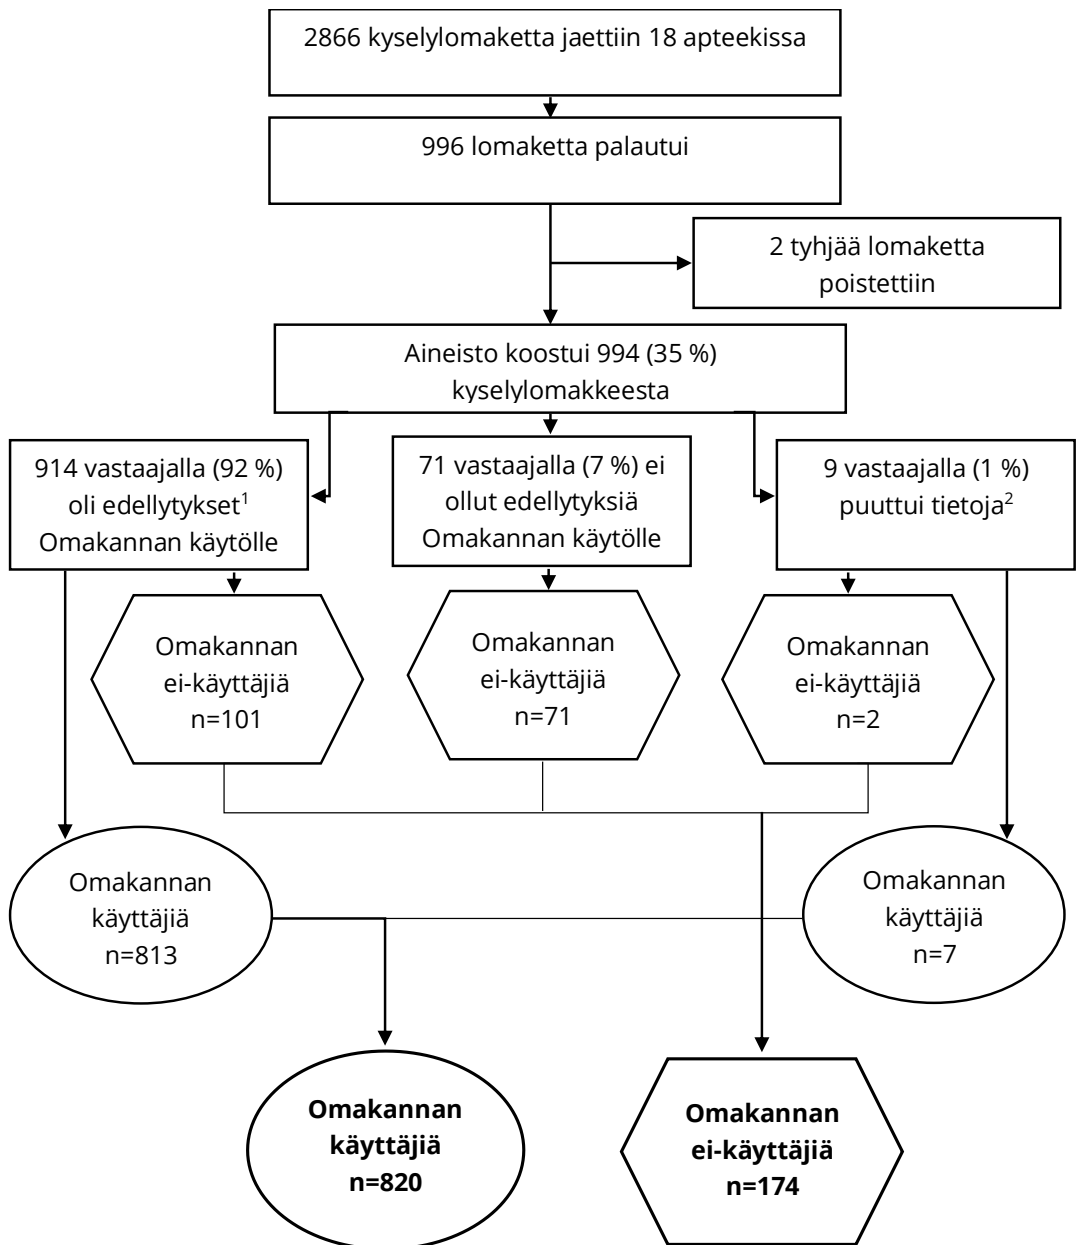 2866 kyselylomaketta jaettiin 18 apteekissa
996 lomaketta palautui
2 tyhjää lomaketta
poistettiin
Aineisto koostui 994 (35 %)
kyselylomakkeesta
914 vastaajalla (92 %)
oli edellytykset¹
Omakannan käytölle
71 vastaajalla (7 %) ei
ollut edellytyksiä
Omakannan käytölle
9 vastaajalla (1 %)
puuttui tietoja²
Omakannan
ei-käyttäjiä
n=101
Omakannan
ei-käyttäjiä
n=71
Omakannan
ei-käyttäjiä
n=2
Omakannan
käyttäjiä
n=813
Omakannan
käyttäjiä
n=7
Omakannan
käyttäjiä
n=820
Omakannan
ei-käyttäjiä
n=174